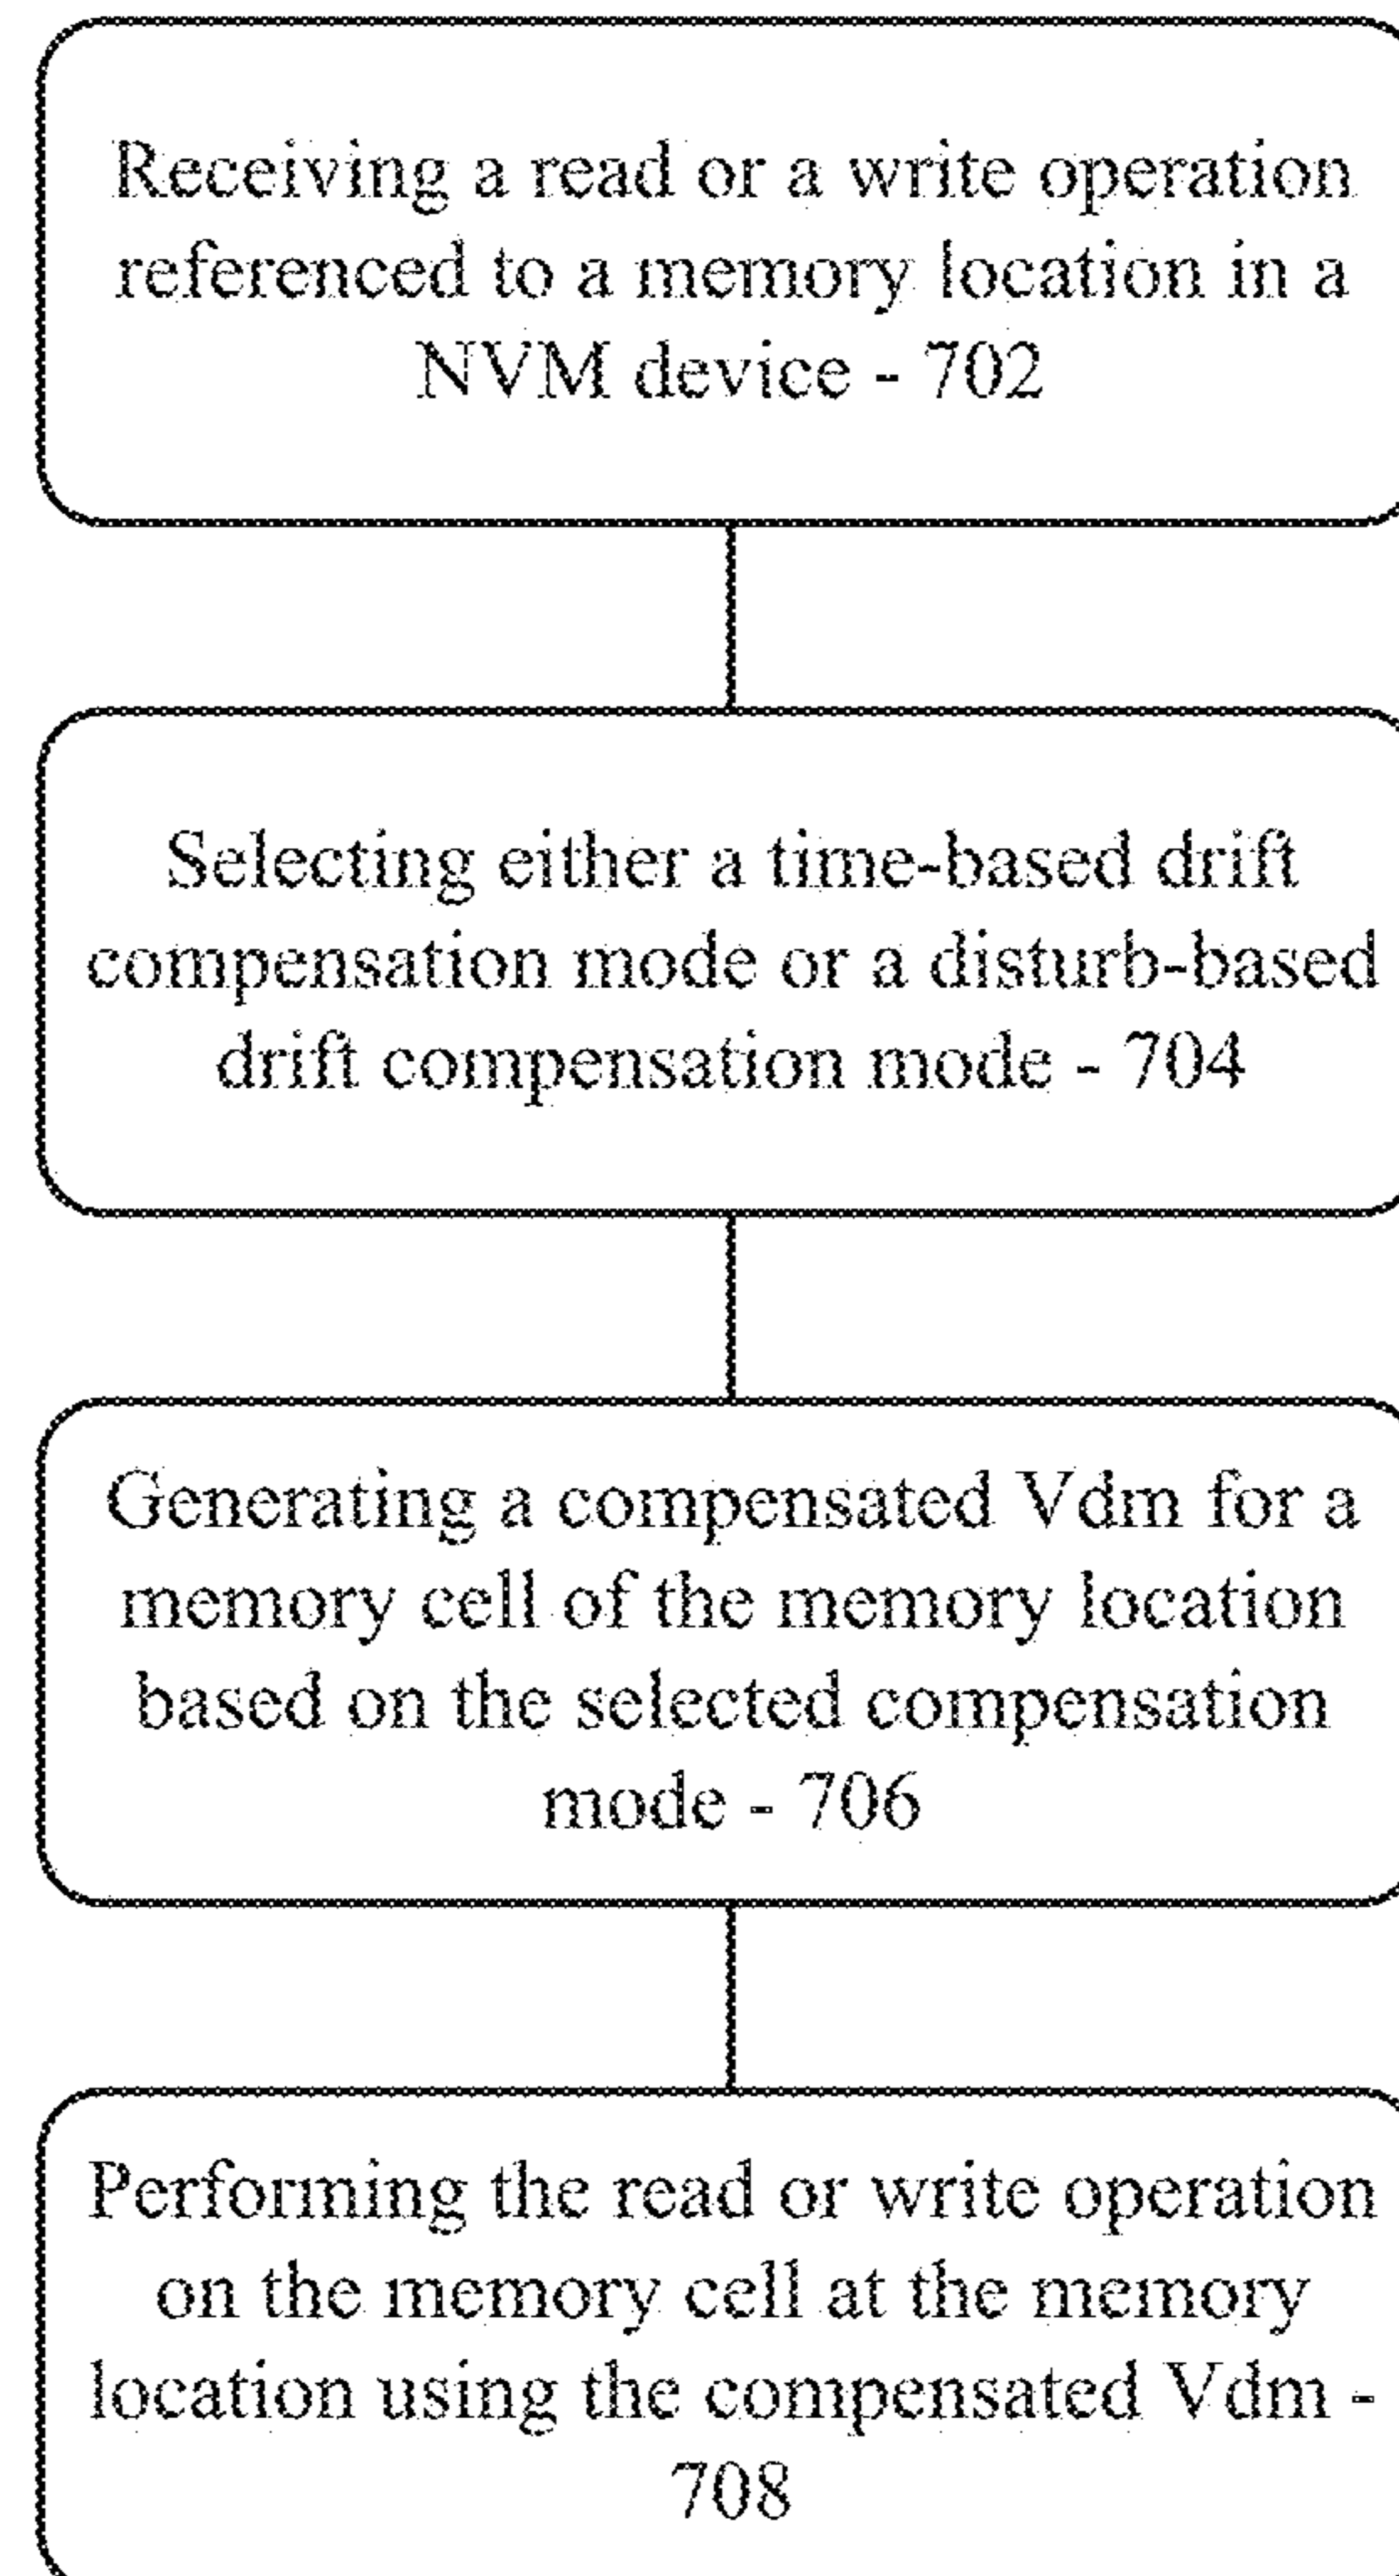 Receiving a read or a write operation
referenced to a memory location in a
NVM device - 702
Selecting either a time-based drift
compensation mode or a disturb-based
drift compensation mode - 704
Generating a compensated Vdm for a
memory cell of the memory location
based on the selected compensation
mode - 706
Performing the read or write operation
on the memory cell at the memory
location using the compensated Vdm -
708